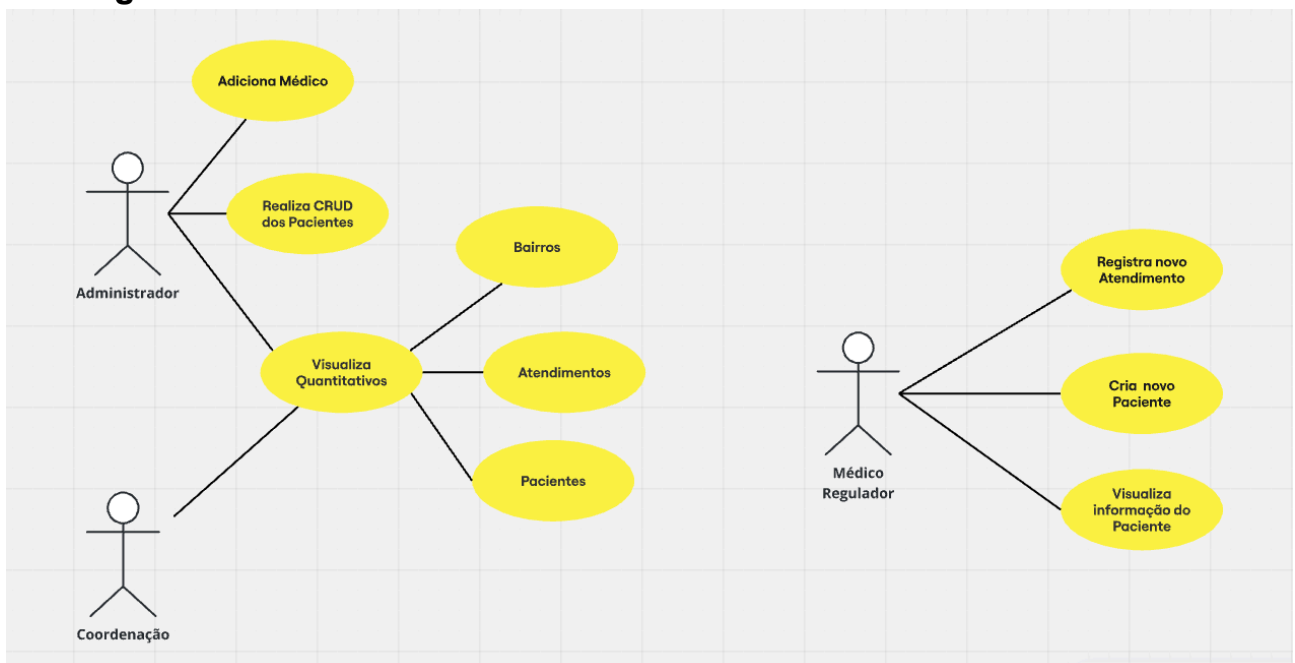 Adiciona Médico
Realiza CRUD
dos Pacientes
Administrador
Bairros
Visualiza
Quantitativos
Atendimentos
Pacientes
Coordenação
Registra novo
Atendimento
Cria novo
Paciente
Médico
Regulador
Visualiza
informação do
Paciente